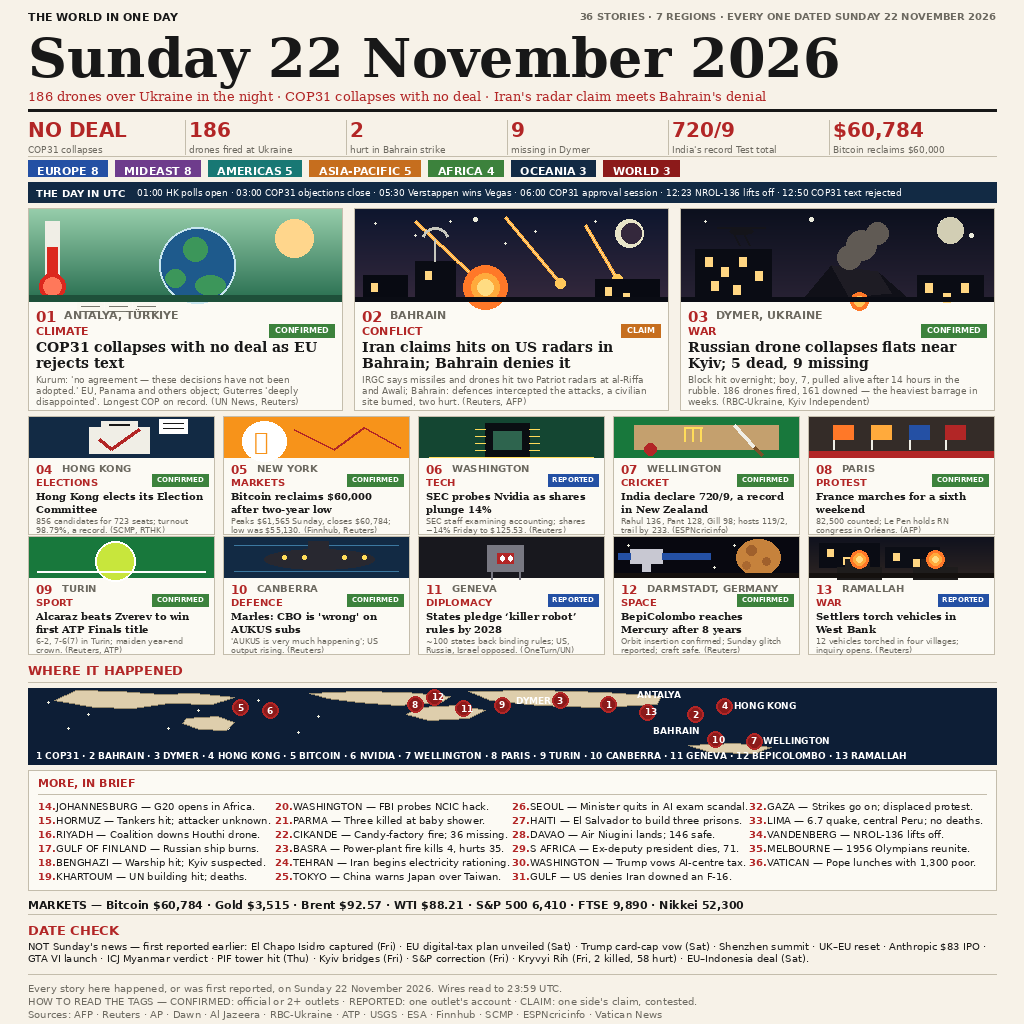 THE WORLD IN ONE DAY
36 STORIES · 7 REGIONS · EVERY ONE DATED SUNDAY 22 NOVEMBER 2026
Sunday 22 November 2026
186 drones over Ukraine in the night · COP31 collapses with no deal · Iran's radar claim meets Bahrain's denial
NO DEAL
COP31 collapses
186
drones fired at Ukraine
2
hurt in Bahrain strike
9
missing in Dymer
720/9
India's record Test total
$60,784
Bitcoin reclaims $60,000
EUROPE 8
MIDEAST 8
AMERICAS 5
ASIA-PACIFIC 5
AFRICA 4
OCEANIA 3
WORLD 3
THE DAY IN UTC 01:00 HK polls open · 03:00 COP31 objections close · 05:30 Verstappen wins Vegas · 06:00 COP31 approval session · 12:23 NROL-136 lifts off · 12:50 COP31 text rejected
01 ANTALYA, TÜRKIYE
CLIMATE
CONFIRMED
COP31 collapses with no deal as EU
rejects text
Kurum: 'no agreement — these decisions have not been
adopted.' EU, Panama and others object; Guterres 'deeply
disappointed'. Longest COP on record. (UN News, Reuters)
02 BAHRAIN
CONFLICT
CLAIM
Iran claims hits on US radars in
Bahrain; Bahrain denies it
IRGC says missiles and drones hit two Patriot radars at al-Riffa
and Awali; Bahrain: defences intercepted the attacks, a civilian
site burned, two hurt. (Reuters, AFP)
03 DYMER, UKRAINE
WAR
CONFIRMED
Russian drone collapses flats near
Kyiv; 5 dead, 9 missing
Block hit overnight; boy, 7, pulled alive after 14 hours in the
rubble. 186 drones fired, 161 downed — the heaviest barrage in
weeks. (RBC-Ukraine, Kyiv Independent)
04 HONG KONG
ELECTIONS
CONFIRMED
Hong Kong elects its Election
Committee
856 candidates for 723 seats; turnout
98.79%, a record. (SCMP, RTHK)
05 NEW YORK
MARKETS
CONFIRMED
Bitcoin reclaims $60,000
after two-year low
Peaks $61,565 Sunday, closes $60,784;
low was $55,130. (Finnhub, Reuters)
06 WASHINGTON
TECH
REPORTED
SEC probes Nvidia as shares
plunge 14%
SEC staff examining accounting; shares
−14% Friday to $125.53. (Reuters)
07 WELLINGTON
CRICKET
CONFIRMED
India declare 720/9, a record
in New Zealand
Rahul 136, Pant 128, Gill 98; hosts 119/2,
trail by 233. (ESPNcricinfo)
08 PARIS
PROTEST
CONFIRMED
France marches for a sixth
weekend
82,500 counted; Le Pen holds RN
congress in Orléans. (AFP)
09 TURIN
SPORT
CONFIRMED
Alcaraz beats Zverev to win
first ATP Finals title
6-2, 7-6(7) in Turin; maiden year-end
crown. (Reuters, ATP)
10 CANBERRA
DEFENCE
CONFIRMED
Marles: CBO is 'wrong' on
AUKUS subs
'AUKUS is very much happening'; US
output rising. (Reuters)
11 GENEVA
DIPLOMACY
REPORTED
States pledge ‘killer robot’
rules by 2028
~100 states back binding rules; US,
Russia, Israel opposed. (OneTurn/UN)
12 DARMSTADT, GERMANY
SPACE
CONFIRMED
BepiColombo reaches
Mercury after 8 years
Orbit insertion confirmed; Sunday glitch
reported; craft safe. (Reuters)
13 RAMALLAH
WAR
REPORTED
Settlers torch vehicles in
West Bank
12 vehicles torched in four villages;
inquiry opens. (Reuters)
WHERE IT HAPPENED
5
6
8
12
11
9
DYMER
3
1
ANTALYA
13
2
BAHRAIN
4
HONG KONG
10
7
WELLINGTON
1 COP31 · 2 BAHRAIN · 3 DYMER · 4 HONG KONG · 5 BITCOIN · 6 NVIDIA · 7 WELLINGTON · 8 PARIS · 9 TURIN · 10 CANBERRA · 11 GENEVA · 12 BEPICOLOMBO · 13 RAMALLAH
MORE, IN BRIEF
14.JOHANNESBURG — G20 opens in Africa.
15.HORMUZ — Tankers hit; attacker unknown.
16.RIYADH — Coalition downs Houthi drone.
17.GULF OF FINLAND — Russian ship burns.
18.BENGHAZI — Warship hit; Kyiv suspected.
19.KHARTOUM — UN building hit; deaths.
20.WASHINGTON — FBI probes NCIC hack.
21.PARMA — Three killed at baby shower.
22.CIKANDE — Candy-factory fire; 36 missing.
23.BASRA — Power-plant fire kills 4, hurts 35.
24.TEHRAN — Iran begins electricity rationing.
25.TOKYO — China warns Japan over Taiwan.
26.SEOUL — Minister quits in AI exam scandal.
27.HAITI — El Salvador to build three prisons.
28.DAVAO — Air Niugini lands; 146 safe.
29.S AFRICA — Ex-deputy president dies, 71.
30.WASHINGTON — Trump vows AI-centre tax.
31.GULF — US denies Iran downed an F-16.
32.GAZA — Strikes go on; displaced protest.
33.LIMA — 6.7 quake, central Peru; no deaths.
34.VANDENBERG — NROL-136 lifts off.
35.MELBOURNE — 1956 Olympians reunite.
36.VATICAN — Pope lunches with 1,300 poor.
MARKETS — Bitcoin $60,784 · Gold $3,515 · Brent $92.57 · WTI $88.21 · S&P 500 6,410 · FTSE 9,890 · Nikkei 52,300
DATE CHECK
NOT Sunday's news — first reported earlier: El Chapo Isidro captured (Fri) · EU digital-tax plan unveiled (Sat) · Trump card-cap vow (Sat) · Shenzhen summit · UK–EU reset · Anthropic $83 IPO ·
GTA VI launch · ICJ Myanmar verdict · PIF tower hit (Thu) · Kyiv bridges (Fri) · S&P correction (Fri) · Kryvyi Rih (Fri, 2 killed, 58 hurt) · EU–Indonesia deal (Sat).
Every story here happened, or was first reported, on Sunday 22 November 2026. Wires read to 23:59 UTC.
HOW TO READ THE TAGS — CONFIRMED: official or 2+ outlets · REPORTED: one outlet's account · CLAIM: one side's claim, contested.
Sources: AFP · Reuters · AP · Dawn · Al Jazeera · RBC-Ukraine · ATP · USGS · ESA · Finnhub · SCMP · ESPNcricinfo · Vatican News